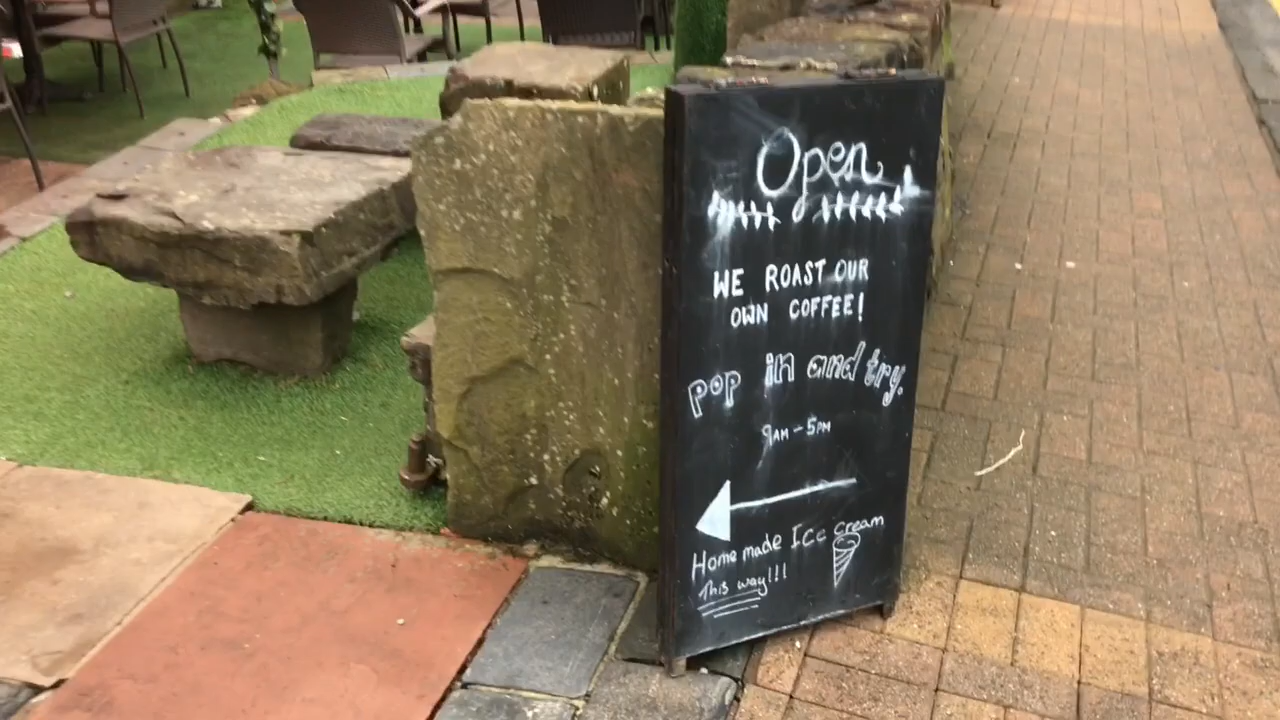 Open
WE ROAST OUR
OWN COFFEE!
pop in and try.
9AM - 5PM
Home made Ice cream
This way!!!